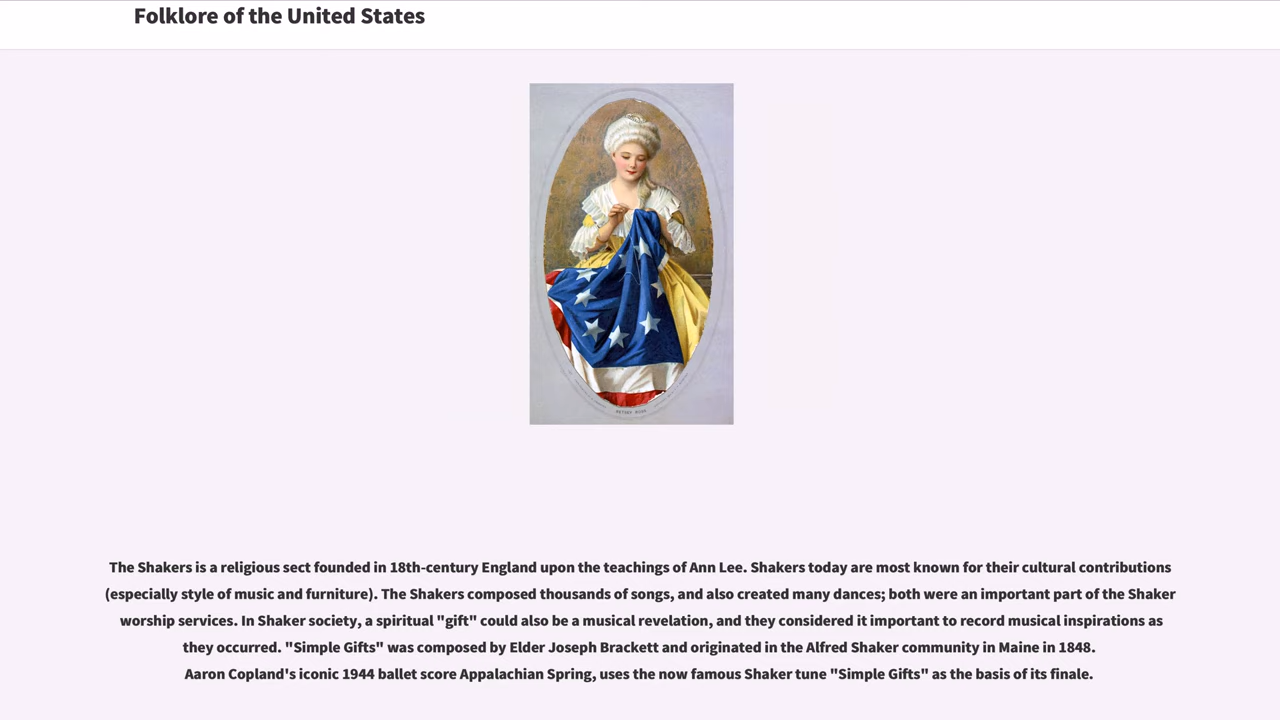 Folklore of the United States
BETSEY ROSS
The Shakers is a religious sect founded in 18th-century England upon the teachings of Ann Lee. Shakers today are most known for their cultural contributions
(especially style of music and furniture). The Shakers composed thousands of songs, and also created many dances; both were an important part of the Shaker
worship services. In Shaker society, a spiritual "gift" could also be a musical revelation, and they considered it important to record musical inspirations as
they occurred. "Simple Gifts" was composed by Elder Joseph Brackett and originated in the Alfred Shaker community in Maine in 1848.
Aaron Copland's iconic 1944 ballet score Appalachian Spring, uses the now famous Shaker tune "Simple Gifts" as the basis of its finale.